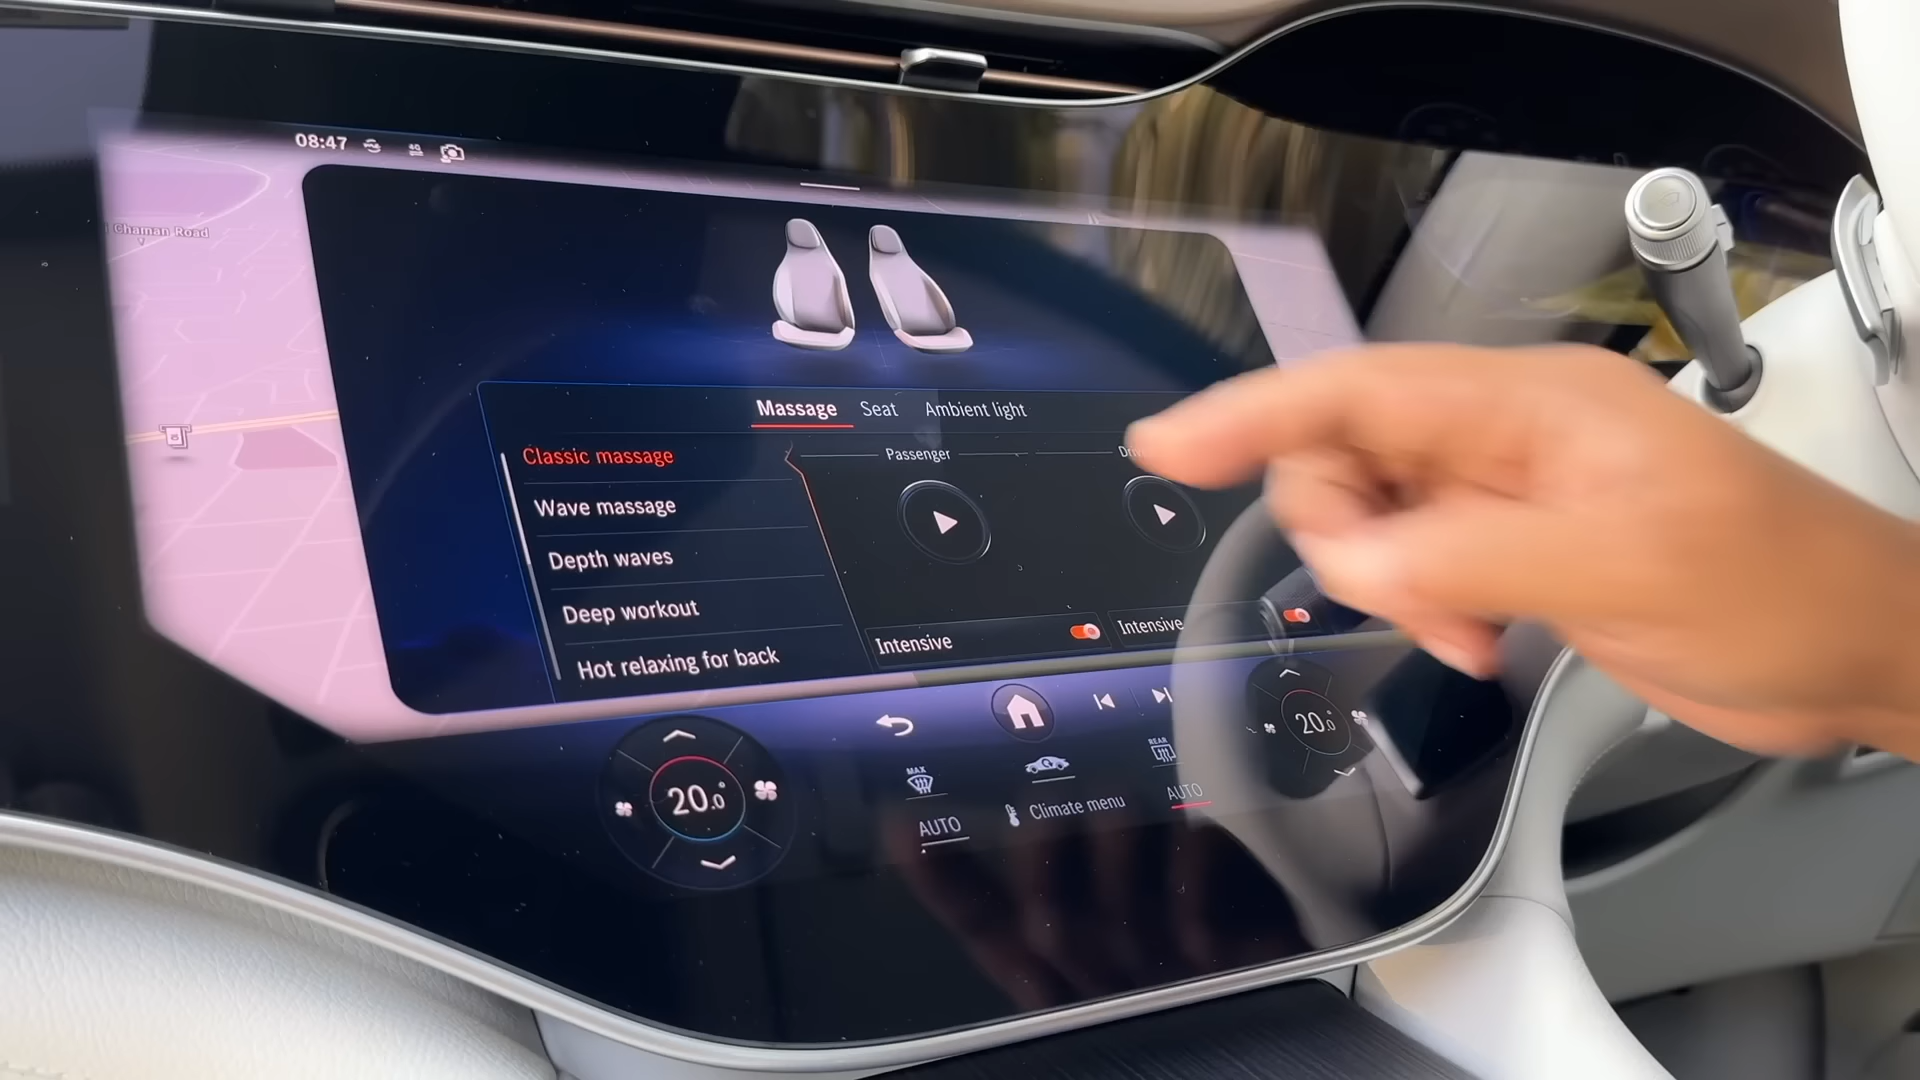 08:47
4G
Chaman Road
Massage Seat Ambient light
Classic massage
Wave massage
Depth waves
Deep workout
Hot relaxing for back
Passenger
Intensive
Intensive
20.0°
20.0°
MAX
REAR
AUTO
Climate menu
AUTO